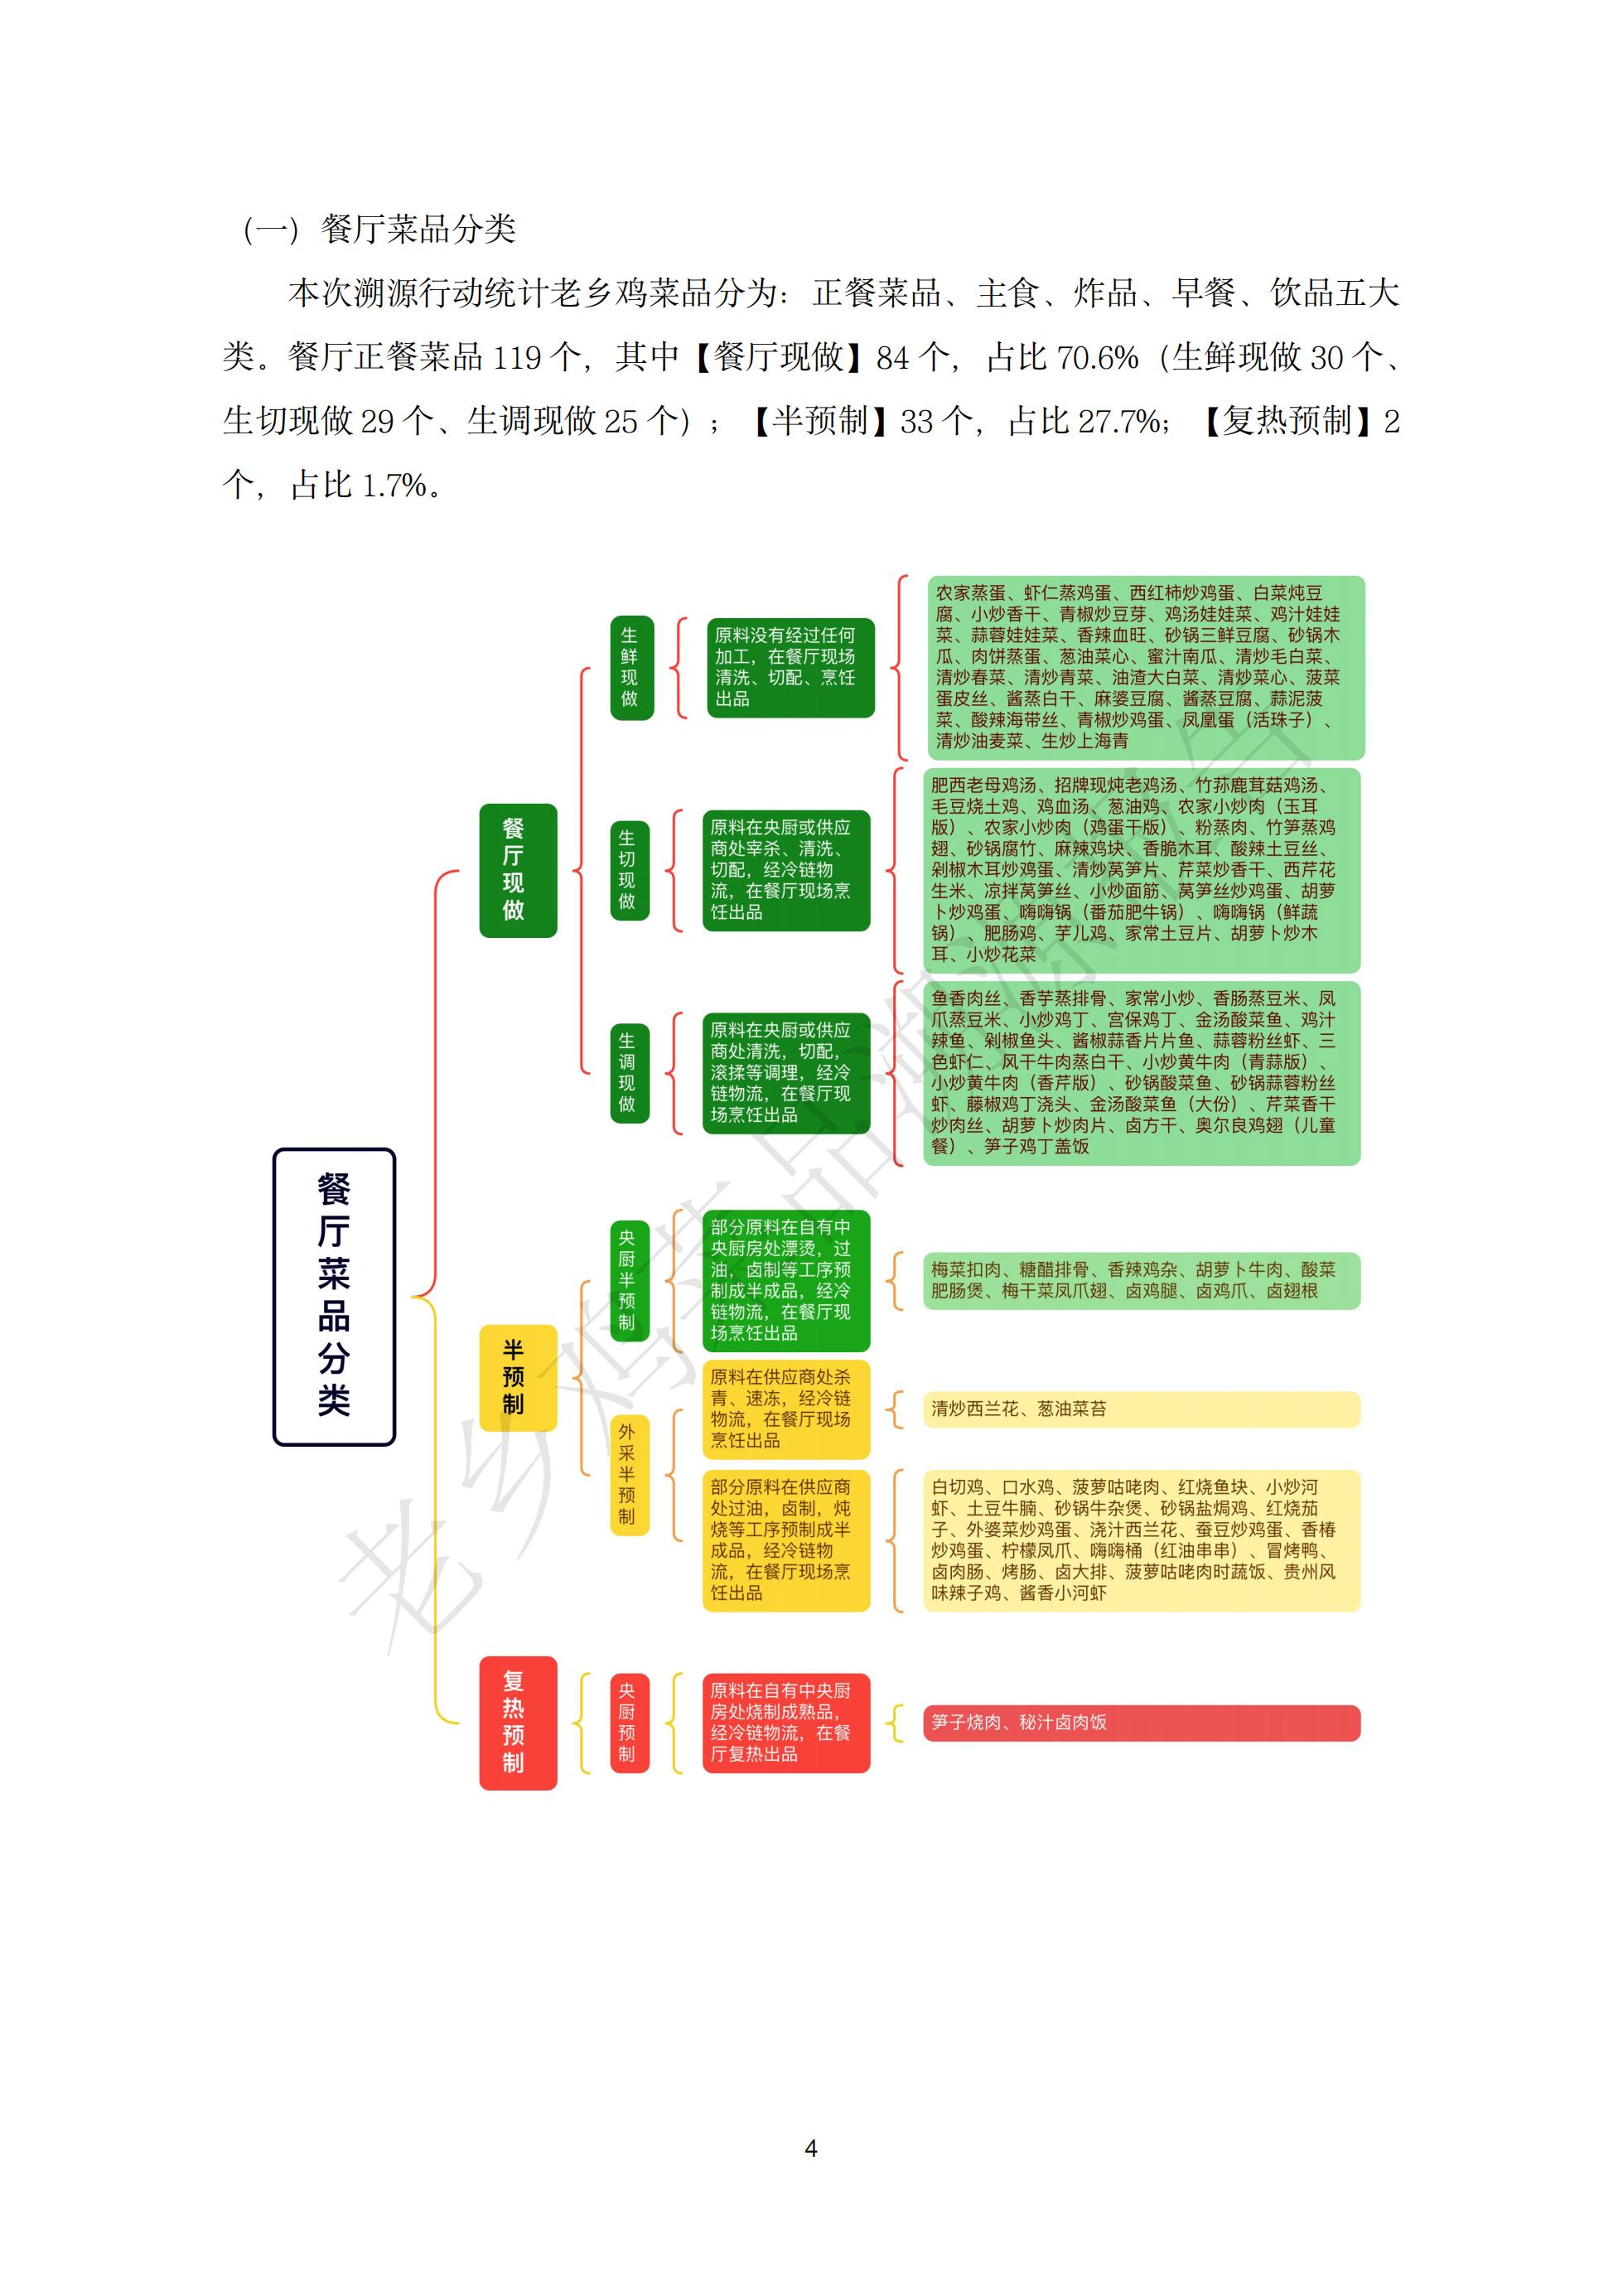 （一）餐厅菜品分类
本次溯源行动统计老乡鸡菜品分为：正餐菜品、主食、炸品、早餐、饮品五大
类。餐厅正餐菜品 119 个，其中【餐厅现做】84 个，占比 70.6%（生鲜现做 30 个、
生切现做 29 个、生调现做 25 个）；【半预制】33 个，占比 27.7%；【复热预制】2
个，占比 1.7%。
餐厅菜品分类
餐厅现做
生鲜现做
原料没有经过任何
加工，在餐厅现场
清洗、切配、烹饪
出品
农家蒸蛋、虾仁蒸鸡蛋、西红柿炒鸡蛋、白菜炖豆
腐、小炒香干、青椒炒豆芽、鸡汤娃娃菜、鸡汁娃娃
菜、蒜蓉娃娃菜、香辣血旺、砂锅三鲜豆腐、砂锅木
瓜、肉饼蒸蛋、葱油菜心、蜜汁南瓜、清炒毛白菜、
清炒春菜、清炒青菜、油渣大白菜、清炒菜心、菠菜
蛋皮丝、酱蒸白干、麻婆豆腐、酱蒸豆腐、蒜泥菠
菜、酸辣海带丝、青椒炒鸡蛋、凤凰蛋（活珠子）、
清炒油麦菜、生炒上海青
生切现做
原料在央厨或供应
商处宰杀、清洗、
切配，经冷链物
流，在餐厅现场烹
饪出品
肥西老母鸡汤、招牌现炖老鸡汤、竹荪鹿茸菇鸡汤、
毛豆烧土鸡、鸡血汤、葱油鸡、农家小炒肉（玉耳
版）、农家小炒肉（鸡蛋干版）、粉蒸肉、竹笋蒸鸡
翅、砂锅腐竹、麻辣鸡块、香脆木耳、酸辣土豆丝、
剁椒木耳炒鸡蛋、清炒莴笋片、芹菜炒香干、西芹花
生米、凉拌莴笋丝、小炒面筋、莴笋丝炒鸡蛋、胡萝
卜炒鸡蛋、嗨嗨锅（番茄肥牛锅）、嗨嗨锅（鲜蔬
锅）、肥肠鸡、芋儿鸡、家常土豆片、胡萝卜炒木
耳、小炒花菜
生调现做
原料在央厨或供应
商处清洗，切配，
滚揉等调理，经冷
链物流，在餐厅现
场烹饪出品
鱼香肉丝、香芋蒸排骨、家常小炒、香肠蒸豆米、凤
爪蒸豆米、小炒鸡丁、宫保鸡丁、金汤酸菜鱼、鸡汁
辣鱼、剁椒鱼头、酱椒蒜香片片鱼、蒜蓉粉丝虾、三
色虾仁、风干牛肉蒸白干、小炒黄牛肉（青蒜版）、
小炒黄牛肉（香芹版）、砂锅酸菜鱼、砂锅蒜蓉粉丝
虾、藤椒鸡丁浇头、金汤酸菜鱼（大份）、芹菜香干
炒肉丝、胡萝卜炒肉片、卤方干、奥尔良鸡翅（儿童
餐）、笋子鸡丁盖饭
半预制
央厨半预制
部分原料在自有中
央厨房处漂烫，过
油，卤制等工序预
制成半成品，经冷
链物流，在餐厅现
场烹饪出品
梅菜扣肉、糖醋排骨、香辣鸡杂、胡萝卜牛肉、酸菜
肥肠煲、梅干菜凤爪翅、卤鸡腿、卤鸡爪、卤翅根
外采半预制
原料在供应商处杀
青、速冻，经冷链
物流，在餐厅现场
烹饪出品
清炒西兰花、葱油菜苔
部分原料在供应商
处过油，卤制，炖
烧等工序预制成半
成品，经冷链物
流，在餐厅现场烹
饪出品
白切鸡、口水鸡、菠萝咕咾肉、红烧鱼块、小炒河
虾、土豆牛腩、砂锅牛杂煲、砂锅盐焗鸡、红烧茄
子、外婆菜炒鸡蛋、浇汁西兰花、蚕豆炒鸡蛋、香椿
炒鸡蛋、柠檬凤爪、嗨嗨桶（红油串串）、冒烤鸭、
卤肉肠、烤肠、卤大排、菠萝咕咾肉时蔬饭、贵州风
味辣子鸡、酱香小河虾
复热预制
央厨预制
原料在自有中央厨
房处烧制成熟品，
经冷链物流，在餐
厅复热出品
笋子烧肉、秘汁卤肉饭
老乡鸡菜品溯源报告
4